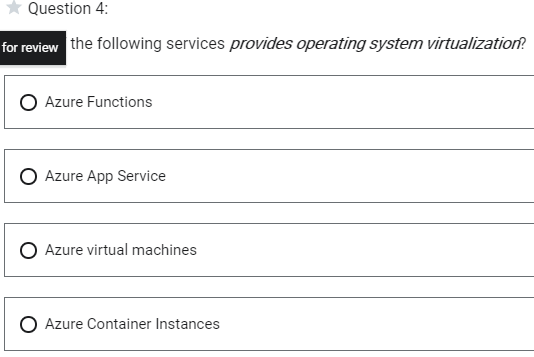 Question 4:
for review the following services provides operating system virtualization?
Azure Functions
Azure App Service
Azure virtual machines
Azure Container Instances